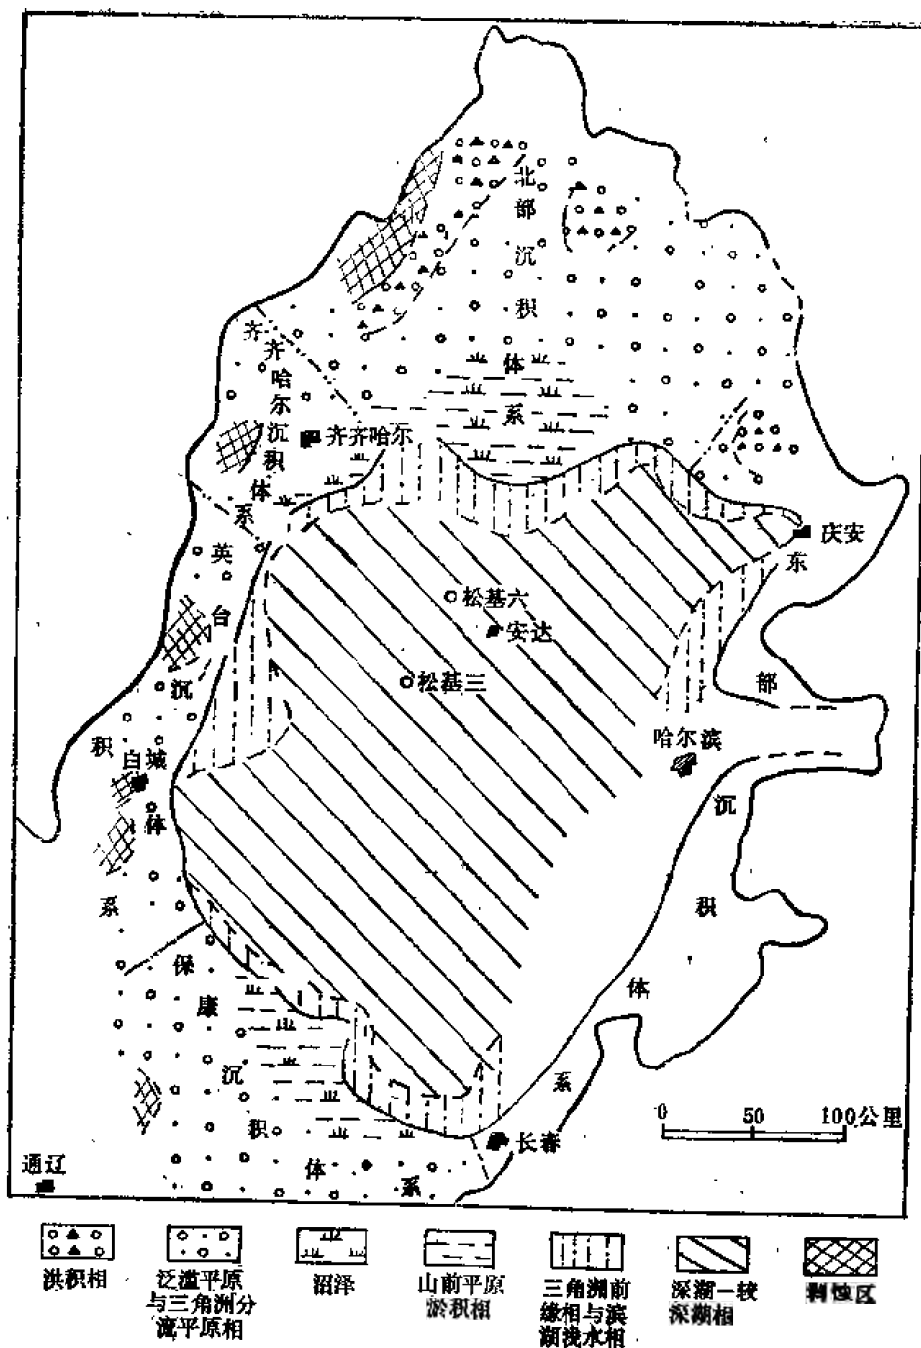 北部沉积体系
齐齐哈尔沉积体系
齐齐哈尔
英台沉积体系
庆安
松基六
安达
松基三
哈尔滨
东部沉积体系
白城
保康沉积体系
长春
通辽
0 50 100公里
洪积相
泛滥平原
与三角洲分
流平原相
沼泽
山前平原
淤积相
三角洲前
缘相与滨
湖浅水相
深湖—较
深湖相
剥蚀区